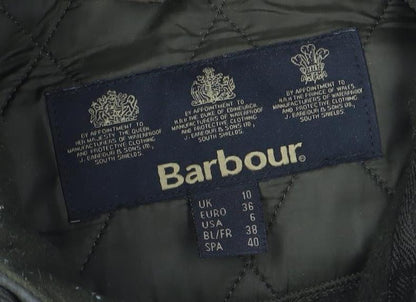 BY APPOINTMENT TO
HER MAJESTY THE QUEEN
MANUFACTURERS OF WATERPROOF
AND PROTECTIVE CLOTHING
J. BARBOUR & SONS LTD
SOUTH SHIELDS.
BY APPOINTMENT TO
H.R.H. THE DUKE OF EDINBURGH
MANUFACTURERS OF WATERPROOF
AND PROTECTIVE CLOTHING
J. BARBOUR & SONS LTD
SOUTH SHIELDS.
BY APPOINTMENT TO
H.R.H. THE PRINCE OF WALES
MANUFACTURERS OF WATERPROOF
AND PROTECTIVE CLOTHING
J. BARBOUR & SONS LTD
SOUTH SHIELDS.
Barbour®
UK 10
EURO 36
USA 6
BL/FR 38
SPA 40